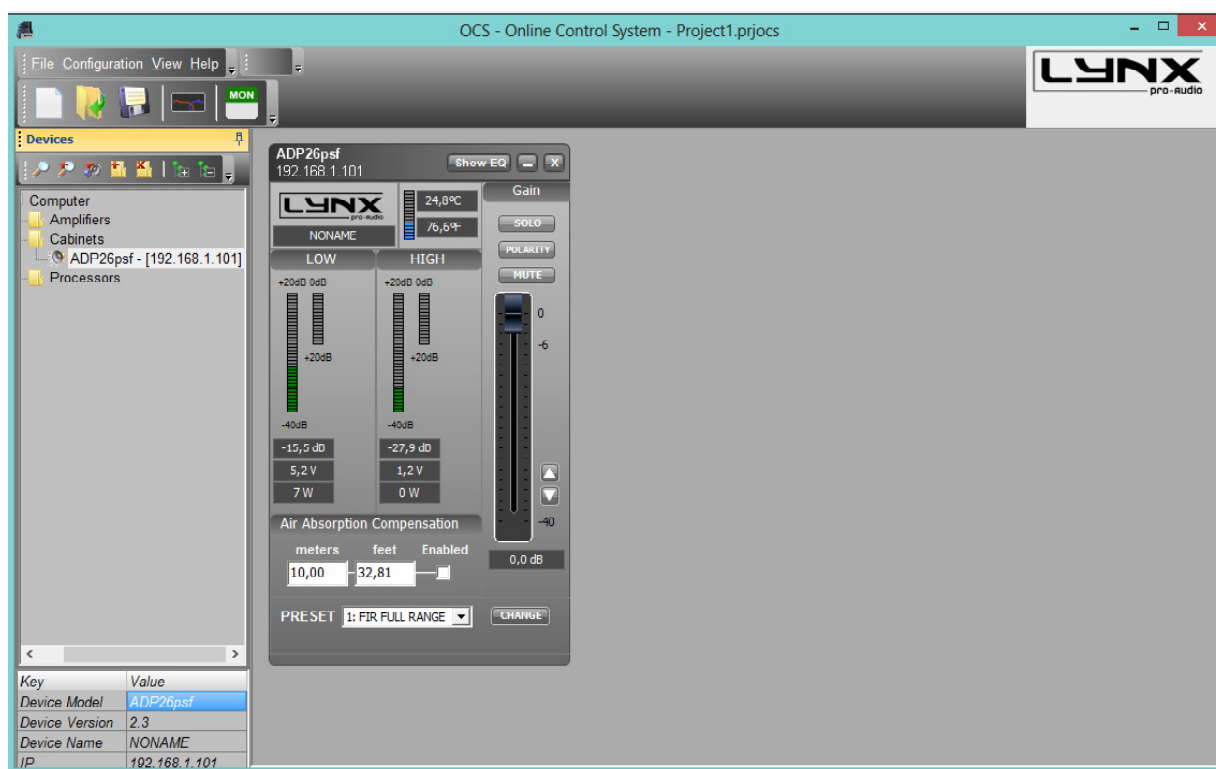 OCS - Online Control System - Project1.prjocs
File Configuration View Help
LYNX
pro-audio
MON
Devices
Computer
Amplifiers
Cabinets
ADP26psf - [192.168.1.101]
Processors
Key Value
Device Model ADP26psf
Device Version 2.3
Device Name NONAME
IP 192.168.1.101
ADP26psf
192.168.1.101
Show EQ
X
LYNX
pro-audio
NONAME
24,8ºC
76,6ºF
LOW HIGH
+20dB 0dB +20dB 0dB
+20dB +20dB
-40dB -40dB
-15,5 dB -27,9 dB
5,2 V 1,2 V
7 W 0 W
Air Absorption Compensation
meters feet Enabled
10,00 32,81
PRESET 1: FIR FULL RANGE CHANGE
Gain
SOLO
POLARITY
MUTE
0
-6
-40
0,0 dB